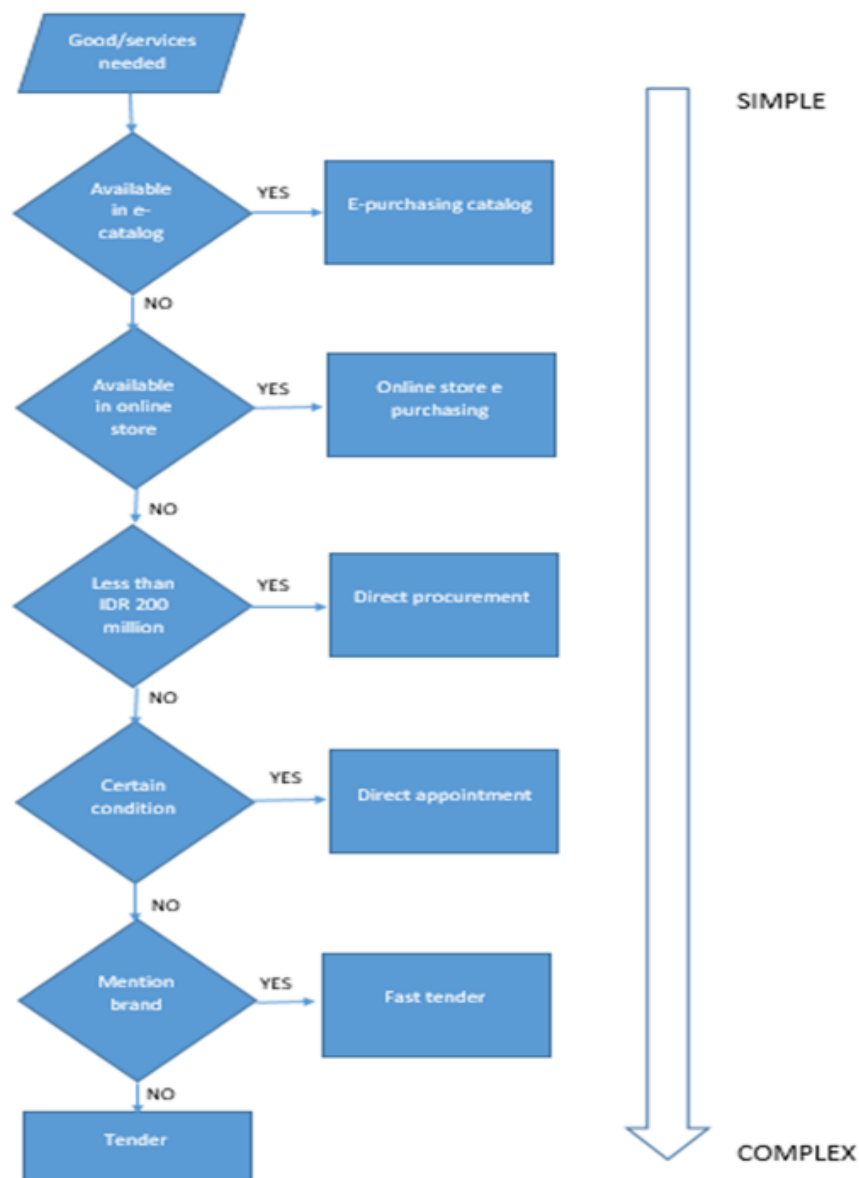 Good/services
needed
SIMPLE
Available
in e-
catalog
YES
E-purchasing catalog
NO
Available
in online
store
YES
Online store e
purchasing
NO
Less than
IDR 200
million
YES
Direct procurement
NO
Certain
condition
YES
Direct appointment
NO
Mention
brand
YES
Fast tender
NO
Tender
COMPLEX